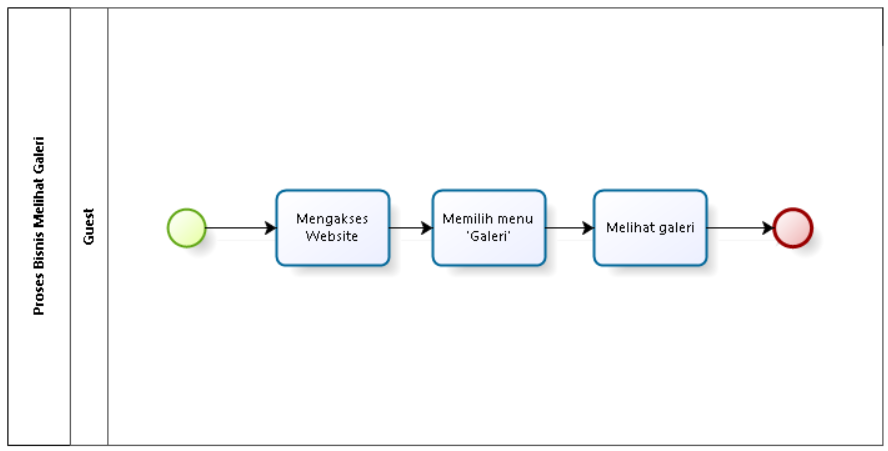 Proses Bisnis Melihat Galeri
Guest
Mengakses
Website
Memilih menu
'Galeri'
Melihat galeri